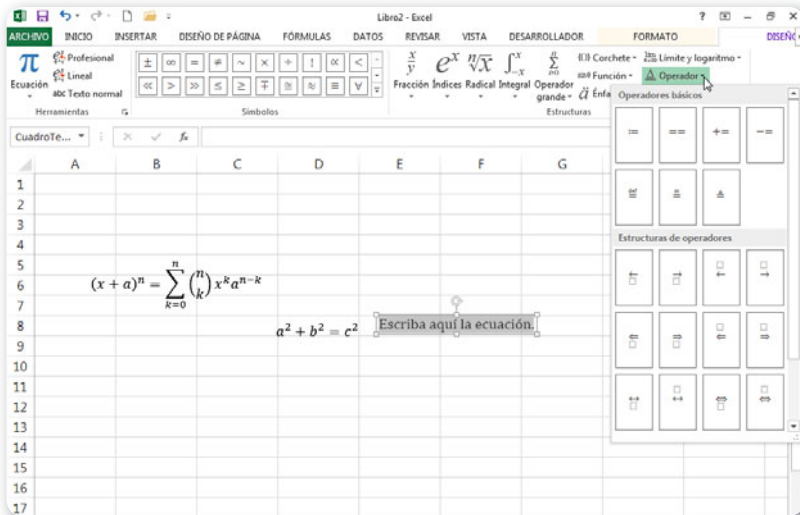 Libro2 - Excel
ARCHIVO INICIO INSERTAR DISEÑO DE PÁGINA FÓRMULAS DATOS REVISAR VISTA DESARROLLADOR FORMATO DISEÑO
π Ecuación
Profesional
Lineal
abc Texto normal
Herramientas
± ∞ = ≠ ~ × ÷ ! ∝ <
≪ > ≫ ≤ ≥ ∓ ≅ ≈ ≡ ∀
Símbolos
Fracción Índices Radical Integral Operador grande
{()} Corchete
Función
Límite y logaritmo
Operador
Estructuras
CuadroTe... fx
A B C D E F G
Operadores básicos
:= == += -=
Estructuras de operadores
1
2
3
4
5
6
7
8
9
10
11
12
13
14
15
16
17
(x + a)ⁿ = ∑ₖ₌₀ⁿ (n k) xᵏaⁿ⁻ᵏ
a² + b² = c²
Escriba aquí la ecuación.